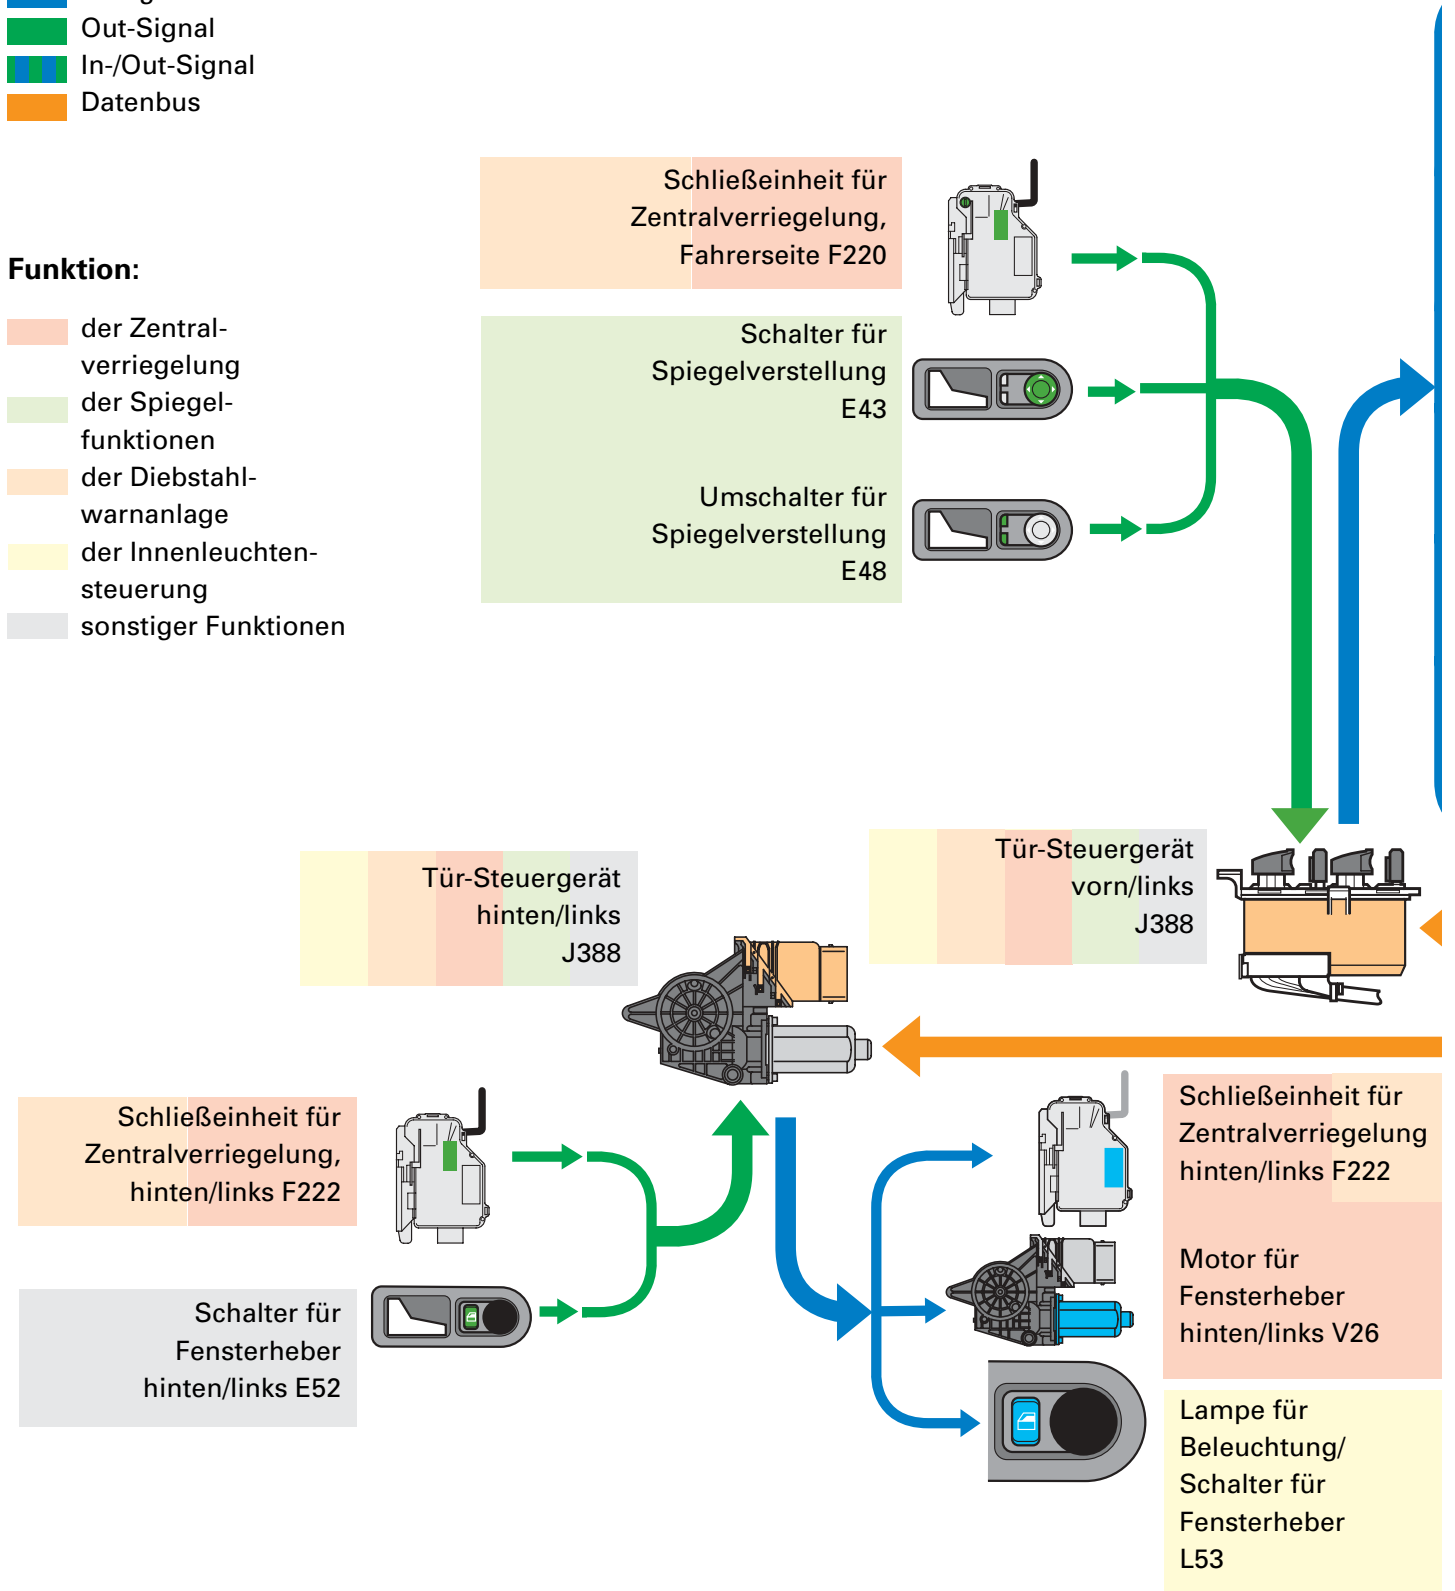 Out-Signal
In-/Out-Signal
Datenbus
Funktion:
der Zentral-
verriegelung
der Spiegel-
funktionen
der Diebstahl-
warnanlage
der Innenleuchten-
steuerung
sonstiger Funktionen
Schließeinheit für
Zentralverriegelung,
Fahrerseite F220
Schalter für
Spiegelverstellung
E43
Umschalter für
Spiegelverstellung
E48
Tür-Steuergerät
hinten/links
J388
Tür-Steuergerät
vorn/links
J388
Schließeinheit für
Zentralverriegelung,
hinten/links F222
Schalter für
Fensterheber
hinten/links E52
Schließeinheit für
Zentralverriegelung
hinten/links F222
Motor für
Fensterheber
hinten/links V26
Lampe für
Beleuchtung/
Schalter für
Fensterheber
L53